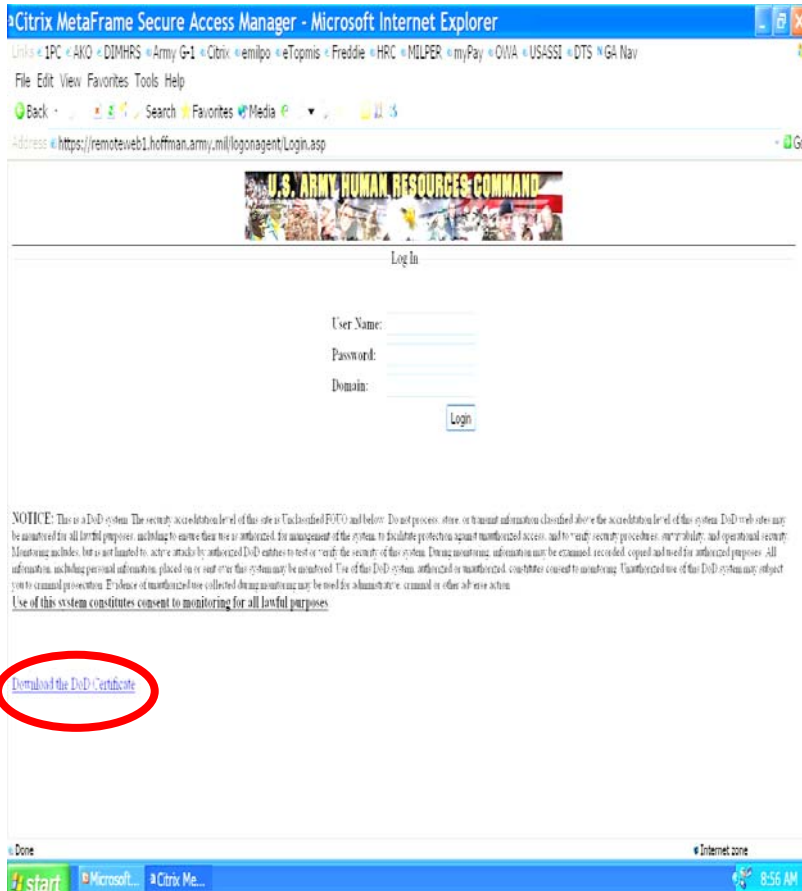 Citrix MetaFrame Secure Access Manager - Microsoft Internet Explorer
Links 1PC AKO DIMHRS Army G-1 Citrix emilpo eTopmis Freddie HRC MILPER myPay OWA USASSI DTS GA Nav
File Edit View Favorites Tools Help
Back Search Favorites Media
Address https://remoteweb1.hoffman.army.mil/logonagent/Login.asp Go
U.S. ARMY HUMAN RESOURCES COMMAND
Log In
User Name:
Password:
Domain:
Login
NOTICE: This is a DoD system. The security accreditation level of this site is Unclassified FOUO and below. Do not process, store, or transmit information classified above the accreditation level of this system. DoD web sites may
be monitored for all lawful purposes, including to ensure their use is authorized, for management of the system, to facilitate protection against unauthorized access, and to verify security procedures, survivability, and operational security.
Monitoring includes, but is not limited to, active attacks by authorized DoD entities to test or verify the security of this system. During monitoring, information may be examined, recorded, copied and used for authorized purposes. All
information, including personal information, placed on or sent over this system may be monitored. Use of this DoD system, authorized or unauthorized, constitutes consent to monitoring. Unauthorized use of this DoD system may subject
you to criminal prosecution. Evidence of unauthorized use collected during monitoring may be used for administrative, criminal or other adverse action.
Use of this system constitutes consent to monitoring for all lawful purposes.
Download the DoD Certificate
Done Internet zone
start Microsoft... Citrix Me... 8:56 AM